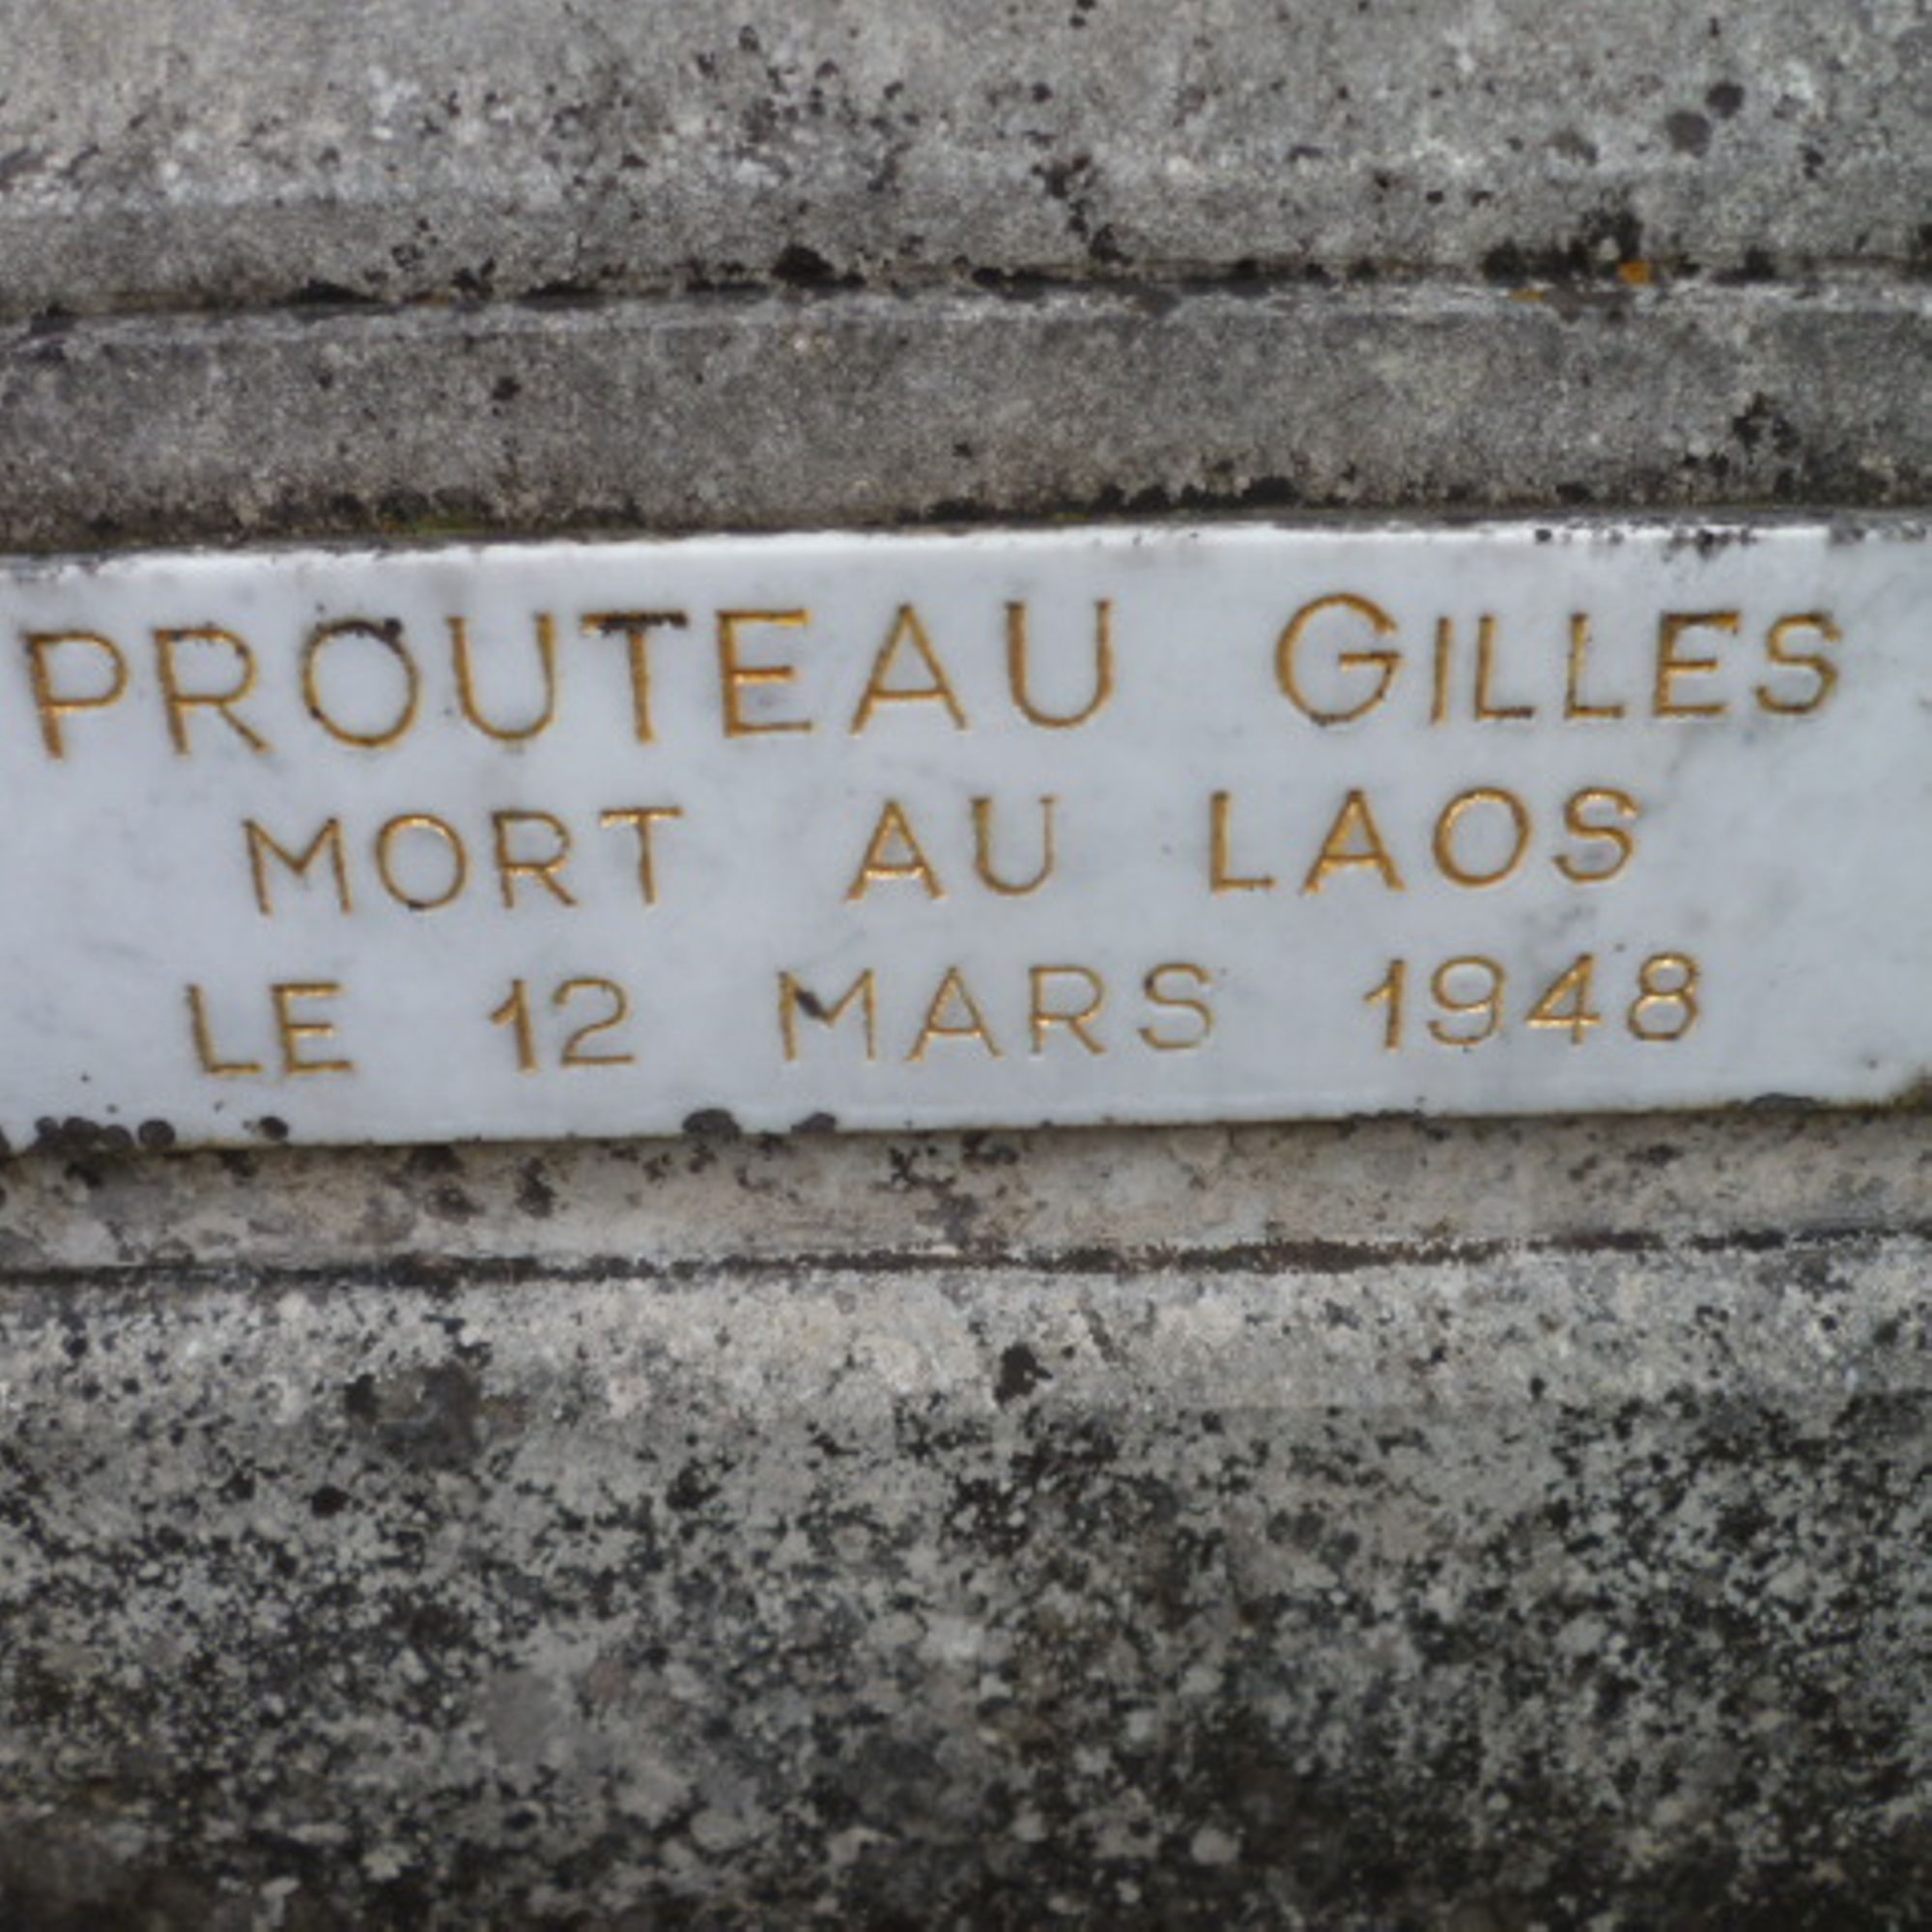 PROUTEAU GILLES
MORT AU LAOS
LE 12 MARS 1948